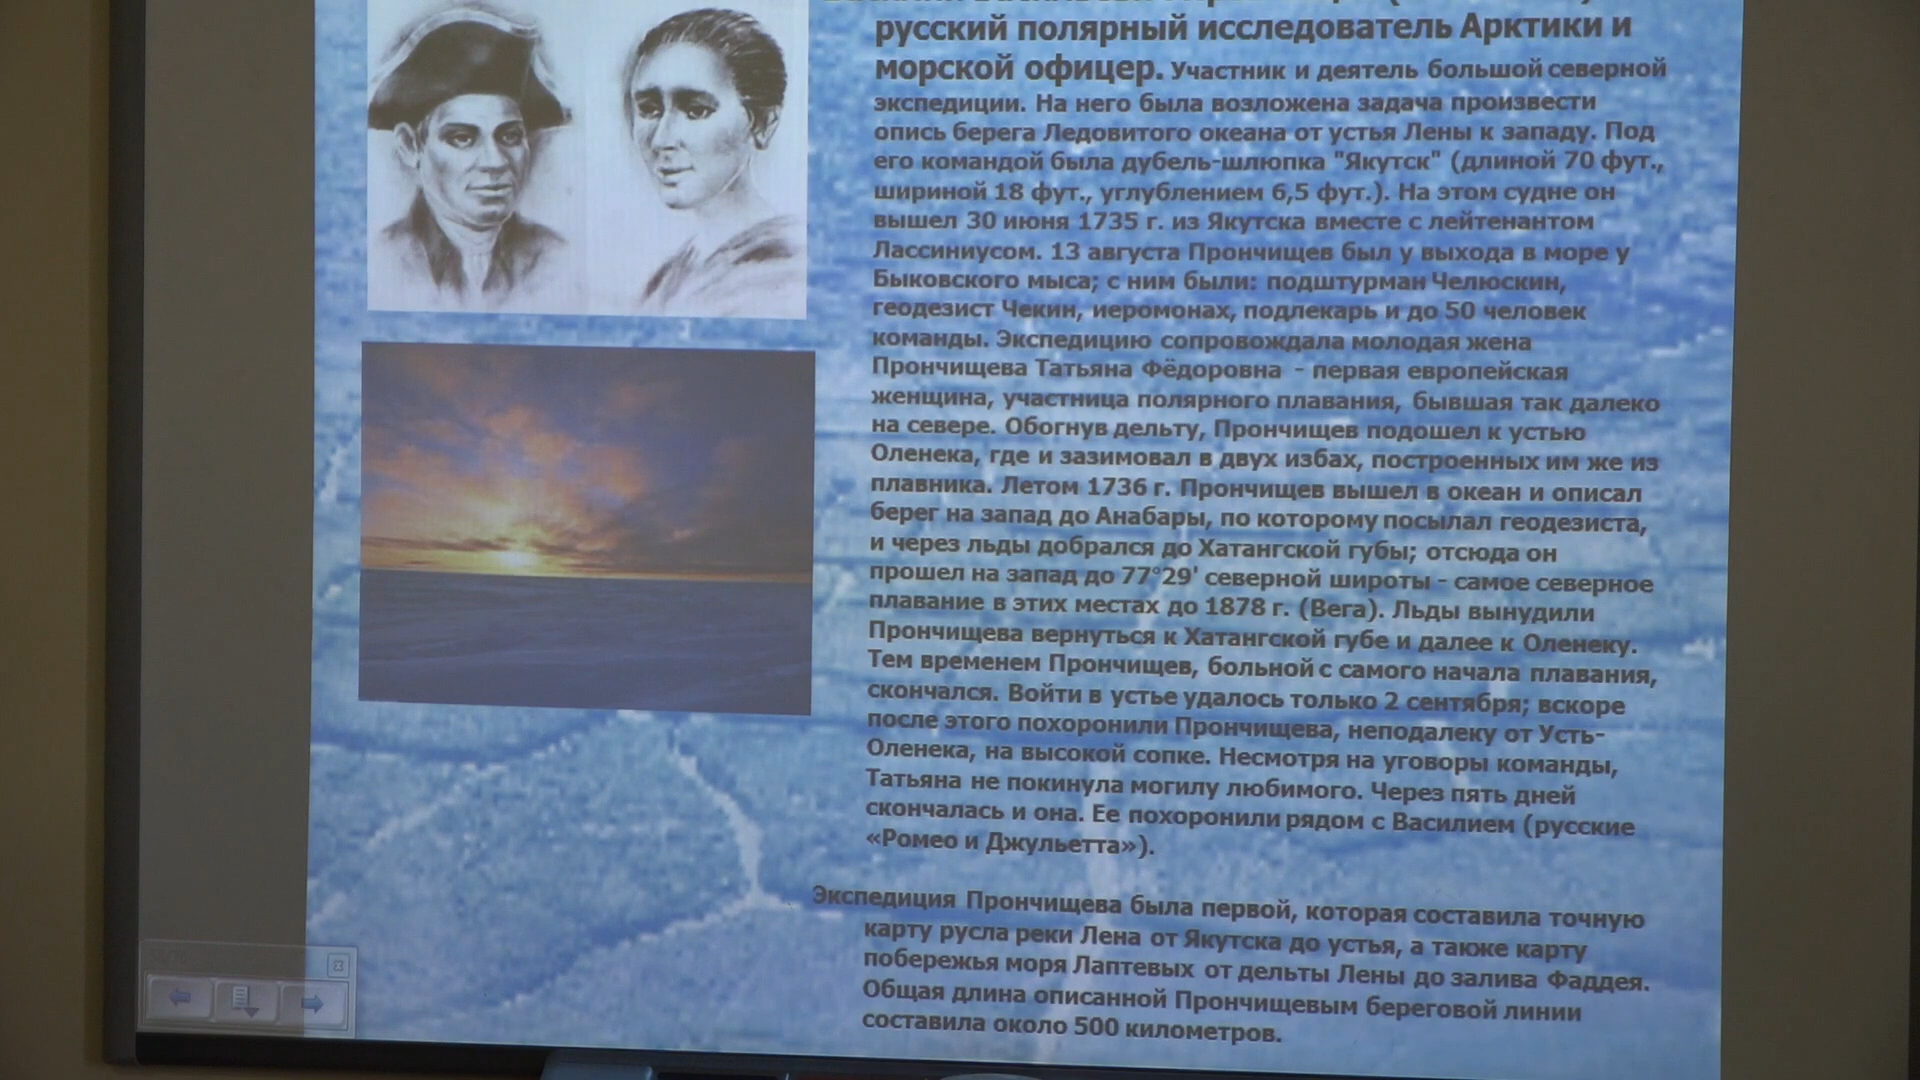 русский полярный исследователь Арктики и
морской офицер. Участник и деятель большой северной
экспедиции. На него была возложена задача произвести
опись берега Ледовитого океана от устья Лены к западу. Под
его командой была дубель-шлюпка "Якутск" (длиной 70 фут.,
шириной 18 фут., углублением 6,5 фут.). На этом судне он
вышел 30 июня 1735 г. из Якутска вместе с лейтенантом
Лассиниусом. 13 августа Прончищев был у выхода в море у
Быковского мыса; с ним были: подштурман Челюскин,
геодезист Чекин, иеромонах, подлекарь и до 50 человек
команды. Экспедицию сопровождала молодая жена
Прончищева Татьяна Фёдоровна - первая европейская
женщина, участница полярного плавания, бывшая так далеко
на севере. Обогнув дельту, Прончищев подошел к устью
Оленека, где и зазимовал в двух избах, построенных им же из
плавника. Летом 1736 г. Прончищев вышел в океан и описал
берег на запад до Анабары, по которому посылал геодезиста,
и через льды добрался до Хатангской губы; отсюда он
прошел на запад до 77°29' северной широты - самое северное
плавание в этих местах до 1878 г. (Вега). Льды вынудили
Прончищева вернуться к Хатангской губе и далее к Оленеку.
Тем временем Прончищев, больной с самого начала плавания,
скончался. Войти в устье удалось только 2 сентября; вскоре
после этого похоронили Прончищева, неподалеку от Усть-
Оленека, на высокой сопке. Несмотря на уговоры команды,
Татьяна не покинула могилу любимого. Через пять дней
скончалась и она. Ее похоронили рядом с Василием (русские
«Ромео и Джульетта»).
Экспедиция Прончищева была первой, которая составила точную
карту русла реки Лена от Якутска до устья, а также карту
побережья моря Лаптевых от дельты Лены до залива Фаддея.
Общая длина описанной Прончищевым береговой линии
составила около 500 километров.